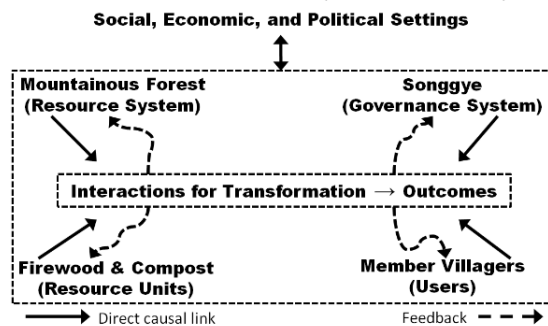 Social, Economic, and Political Settings
Mountainous Forest
(Resource System)
Songgye
(Governance System)
Interactions for Transformation → Outcomes
Firewood & Compost
(Resource Units)
Member Villagers
(Users)
Direct causal link
Feedback